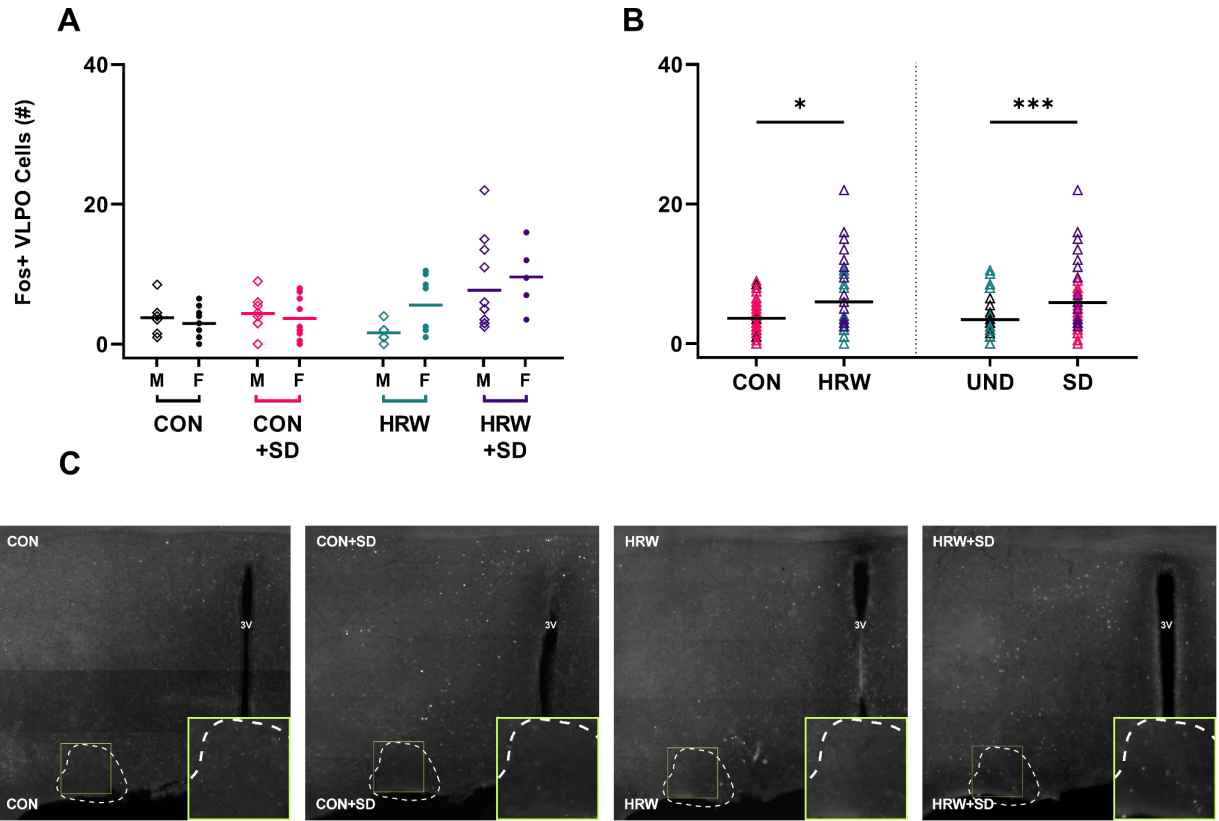 A
B
Fos+ VLPO Cells (#)
40
20
0
M F M F M F M F
CON CON +SD HRW HRW +SD
40
20
0
*
***
CON HRW UND SD
C
CON
3V
CON
CON+SD
3V
CON+SD
HRW
3V
HRW
HRW+SD
3V
HRW+SD